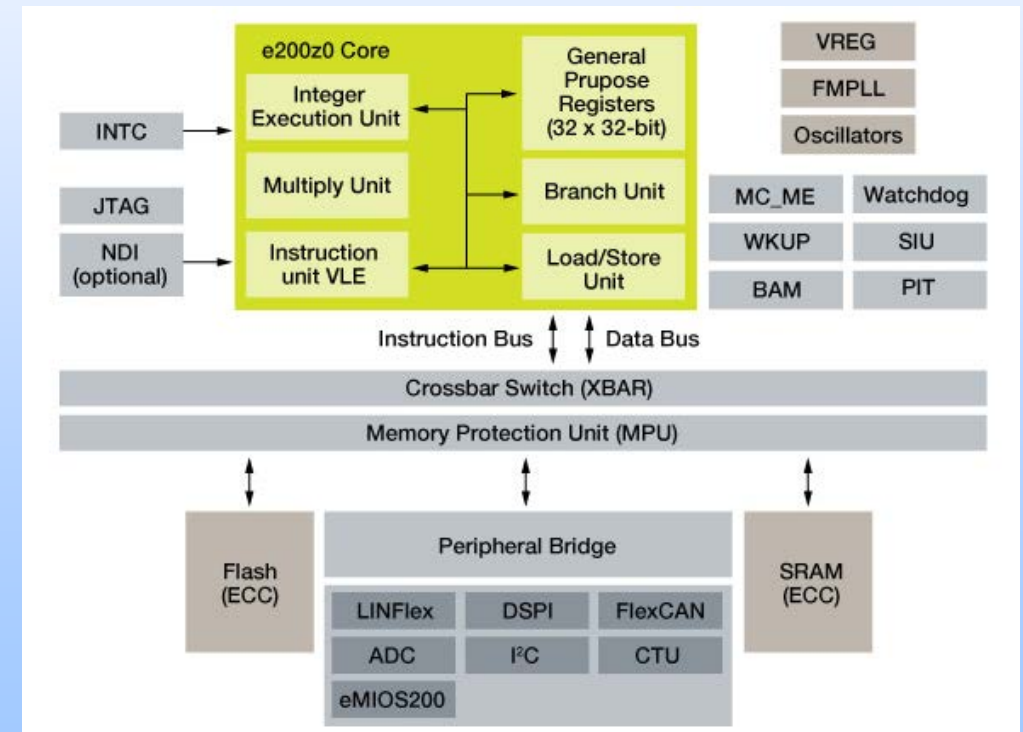 e200z0 Core
Integer
Execution Unit
Multiply Unit
Instruction
unit VLE
General
Prupose
Registers
(32 x 32-bit)
Branch Unit
Load/Store
Unit
INTC
JTAG
NDI
(optional)
VREG
FMPLL
Oscillators
MC_ME
Watchdog
WKUP
SIU
BAM
PIT
Instruction Bus
Data Bus
Crossbar Switch (XBAR)
Memory Protection Unit (MPU)
Flash
(ECC)
Peripheral Bridge
LINFlex
DSPI
FlexCAN
ADC
I²C
CTU
eMIOS200
SRAM
(ECC)